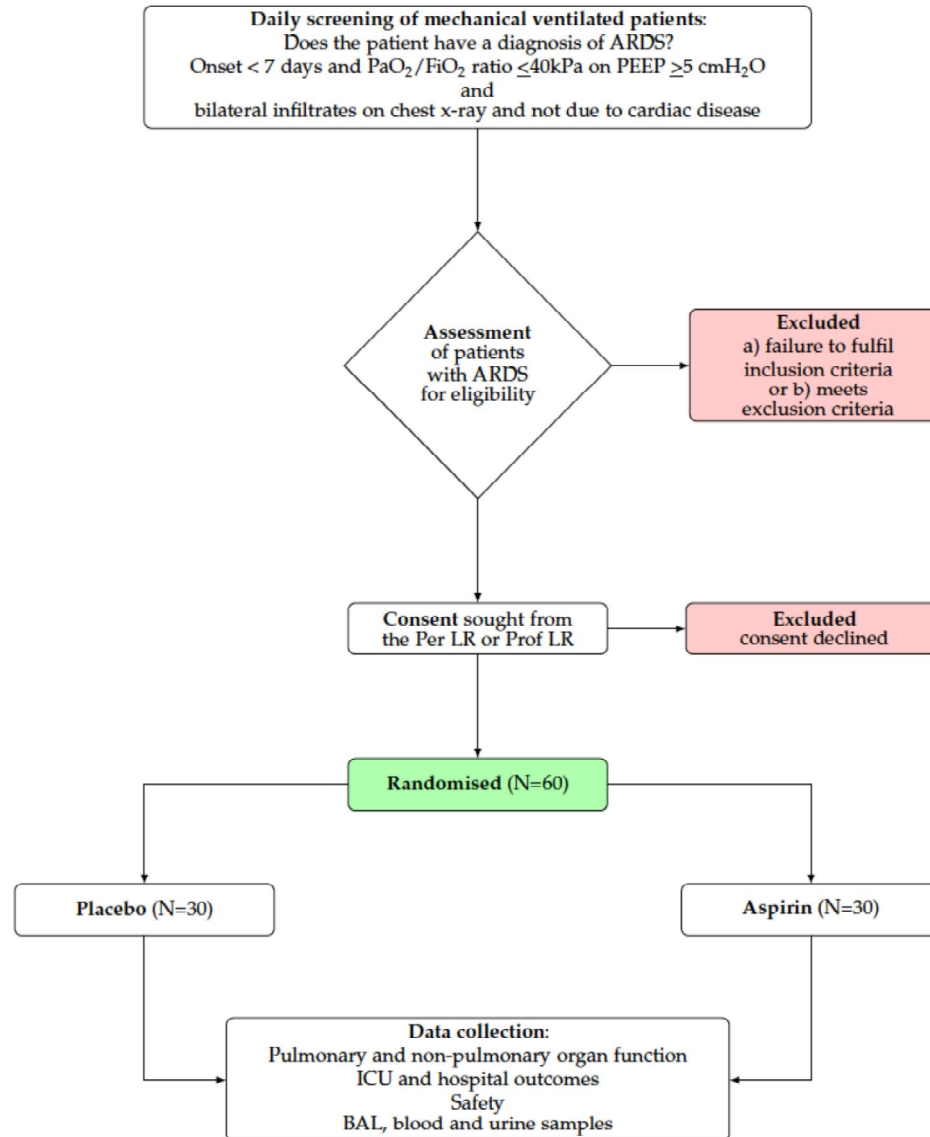 Daily screening of mechanical ventilated patients:
Does the patient have a diagnosis of ARDS?
Onset < 7 days and PaO₂/FiO₂ ratio ≤40kPa on PEEP ≥5 cmH₂O
and
bilateral infiltrates on chest x-ray and not due to cardiac disease
Assessment
of patients
with ARDS
for eligibility
Excluded
a) failure to fulfil
inclusion criteria
or b) meets
exclusion criteria
Consent sought from
the Per LR or Prof LR
Excluded
consent declined
Randomised (N=60)
Placebo (N=30)
Aspirin (N=30)
Data collection:
Pulmonary and non-pulmonary organ function
ICU and hospital outcomes
Safety
BAL, blood and urine samples